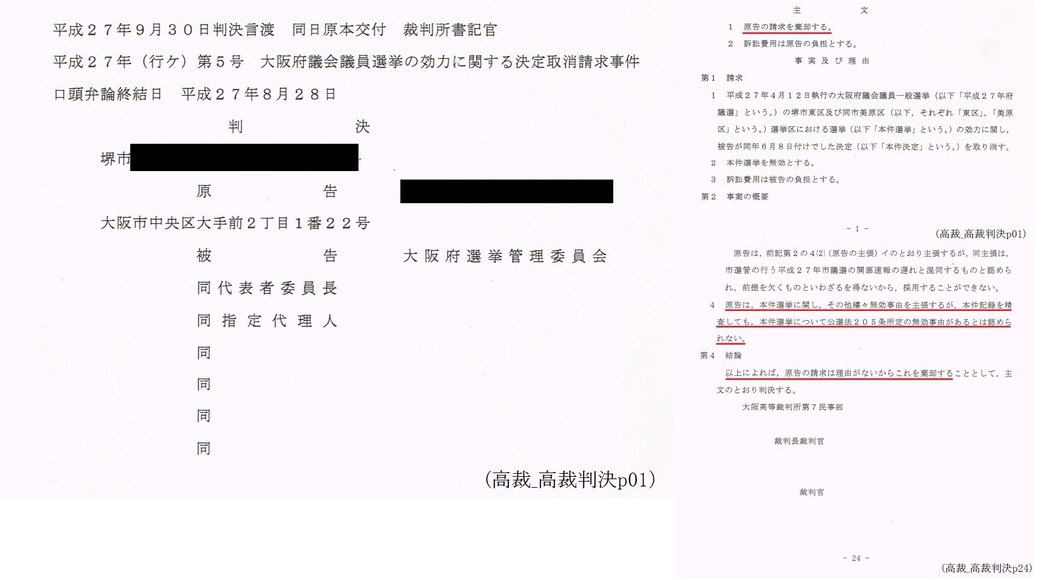 平成２７年９月３０日判決言渡　同日原本交付　裁判所書記官
平成２７年（行ケ）第５号　大阪府議会議員選挙の効力に関する決定取消請求事件
口頭弁論終結日　平成２７年８月２８日
判　　　　　　　　決
堺市
原　　　　　　告
大阪市中央区大手前２丁目１番２２号
被　　　　　　告　　大阪府選挙管理委員会
同代表者委員長
同指定代理人
同
同
同
同
(高裁_高裁判決p01)
主　　　　文
１　原告の請求を棄却する。
２　訴訟費用は原告の負担とする。
事実及び理由
第１　請求
１　平成２７年４月１２日執行の大阪府議会議員一般選挙（以下「平成２７年府
議選」という。）の堺市東区及び同市美原区（以下，それぞれ「東区」，「美原
区」という。）選挙区における選挙（以下「本件選挙」という。）の効力に関し，
被告が同年６月８日付けでした決定（以下「本件決定」という。）を取り消す。
２　本件選挙を無効とする。
３　訴訟費用は被告の負担とする。
第２　事案の概要
- 1 -
(高裁_高裁判決p01)
原告は，前記第２の４(2)（原告の主張）イのとおり主張するが，同主張は，
市選管の行う平成２７年市議選の開票速報の遅れと混同するものと認めら
れ，前提を欠くものといわざるを得ないから，採用することができない。
４　原告は，本件選挙に関し，その他縷々無効事由を主張するが，本件記録を精
査しても，本件選挙について公選法２０５条所定の無効事由があるとは認めら
れない。
第４　結論
以上によれば，原告の請求は理由がないからこれを棄却することとして，主
文のとおり判決する。
大阪高等裁判所第７民事部
裁判長裁判官
裁判官
- 24 -
(高裁_高裁判決p24)